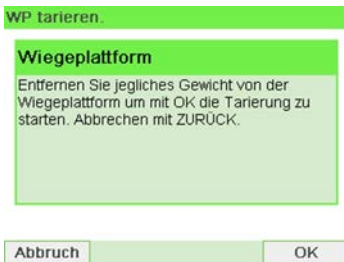 WP tarieren.
Wiegeplattform
Entfernen Sie jegliches Gewicht von der
Wiegeplattform um mit OK die Tarierung zu
starten. Abbrechen mit ZURÜCK.
Abbruch OK